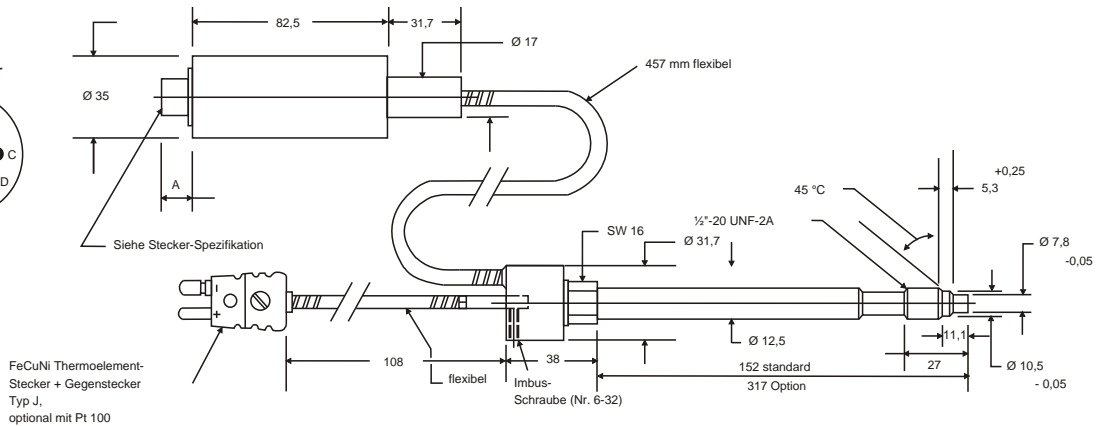 82,5
31,7
Ø 17
457 mm flexibel
Ø 35
C
D
A
Siehe Stecker-Spezifikation
+0,25
5,3
45 °C
½"-20 UNF-2A
SW 16
Ø 31,7
Ø 7,8
-0,05
-
+
11,1
Ø 12,5
108
38
152 standard
27
Ø 10,5
- 0,05
317 Option
flexibel
Imbus-
Schraube (Nr. 6-32)
FeCuNi Thermoelement-
Stecker + Gegenstecker
Typ J,
optional mit Pt 100